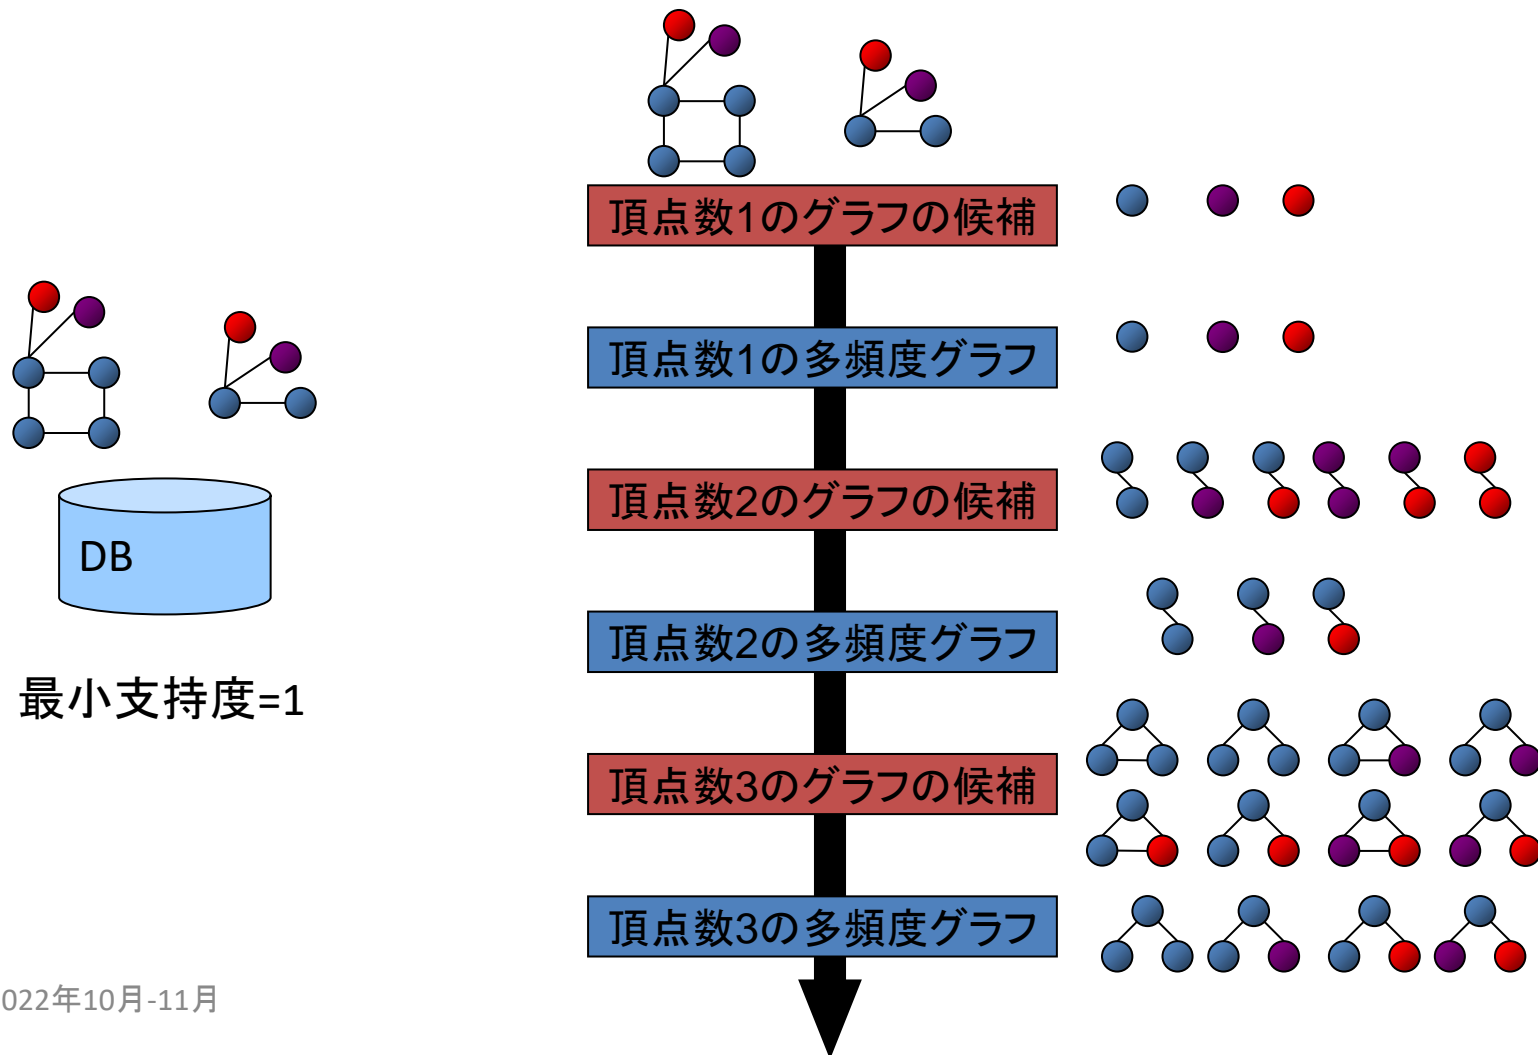 頂点数1のグラフの候補
頂点数1の多頻度グラフ
頂点数2のグラフの候補
DB
頂点数2の多頻度グラフ
最小支持度=1
頂点数3のグラフの候補
頂点数3の多頻度グラフ
022年10月-11月